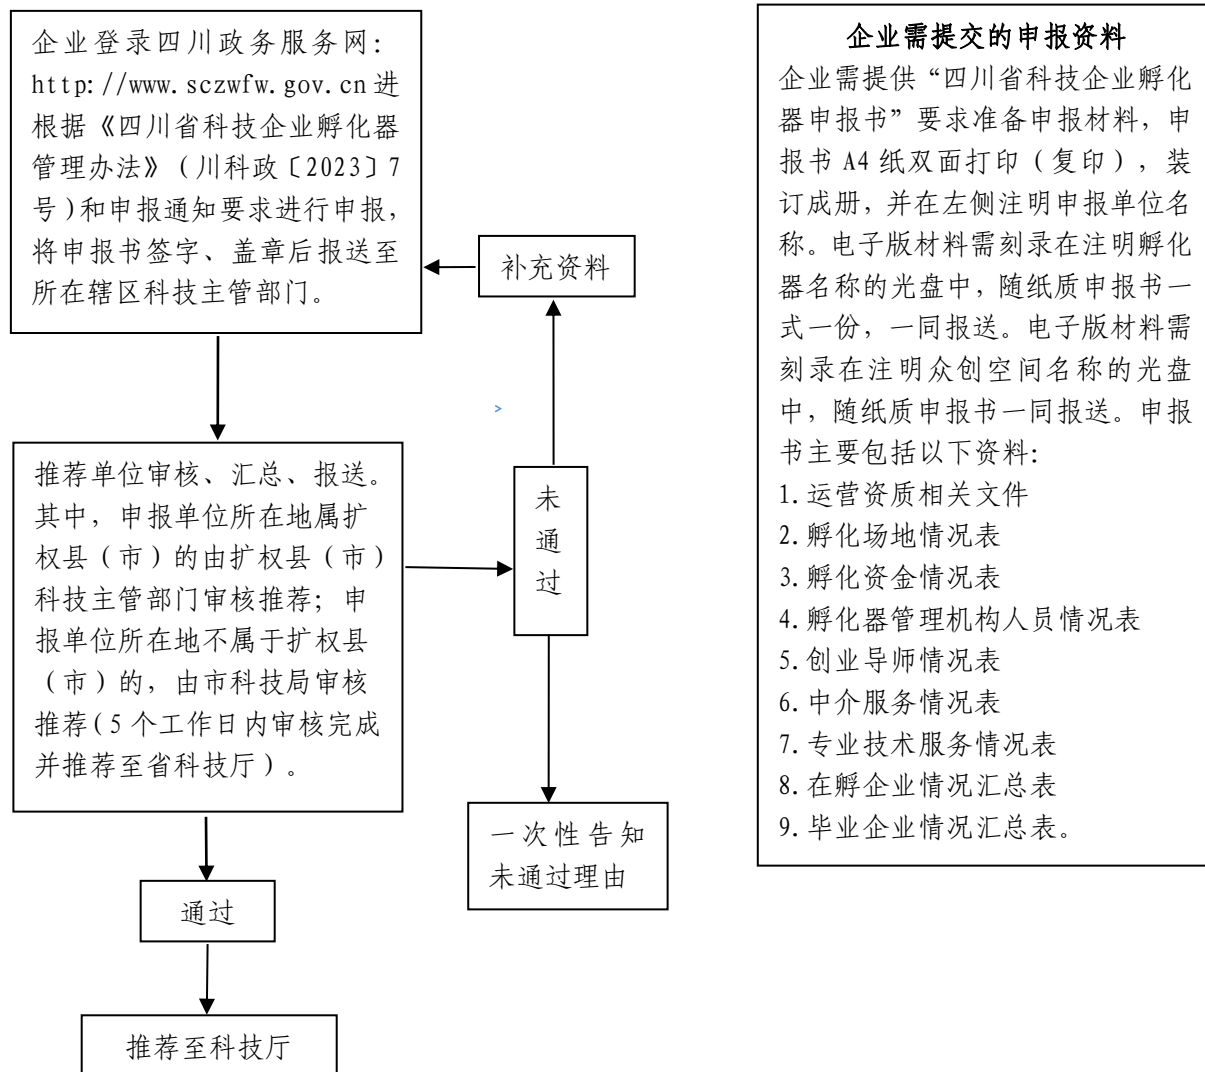 企业登录四川政务服务网：
http://www.sczwfw.gov.cn进
根据《四川省科技企业孵化器
管理办法》（川科政〔2023〕7
号）和申报通知要求进行申报，
将申报书签字、盖章后报送至
所在辖区科技主管部门。
补充资料
>
推荐单位审核、汇总、报送。
其中，申报单位所在地属扩
权县（市）的由扩权县（市）
科技主管部门审核推荐；申
报单位所在地不属于扩权县
（市）的，由市科技局审核
推荐（5个工作日内审核完成
并推荐至省科技厅）。
未
通
过
一次性告知
未通过理由
通过
推荐至科技厅
企业需提交的申报资料
企业需提供“四川省科技企业孵化
器申报书”要求准备申报材料，申
报书A4纸双面打印（复印），装
订成册，并在左侧注明申报单位名
称。电子版材料需刻录在注明孵化
器名称的光盘中，随纸质申报书一
式一份，一同报送。电子版材料需
刻录在注明众创空间名称的光盘
中，随纸质申报书一同报送。申报
书主要包括以下资料：
1.运营资质相关文件
2.孵化场地情况表
3.孵化资金情况表
4.孵化器管理机构人员情况表
5.创业导师情况表
6.中介服务情况表
7.专业技术服务情况表
8.在孵企业情况汇总表
9.毕业企业情况汇总表。